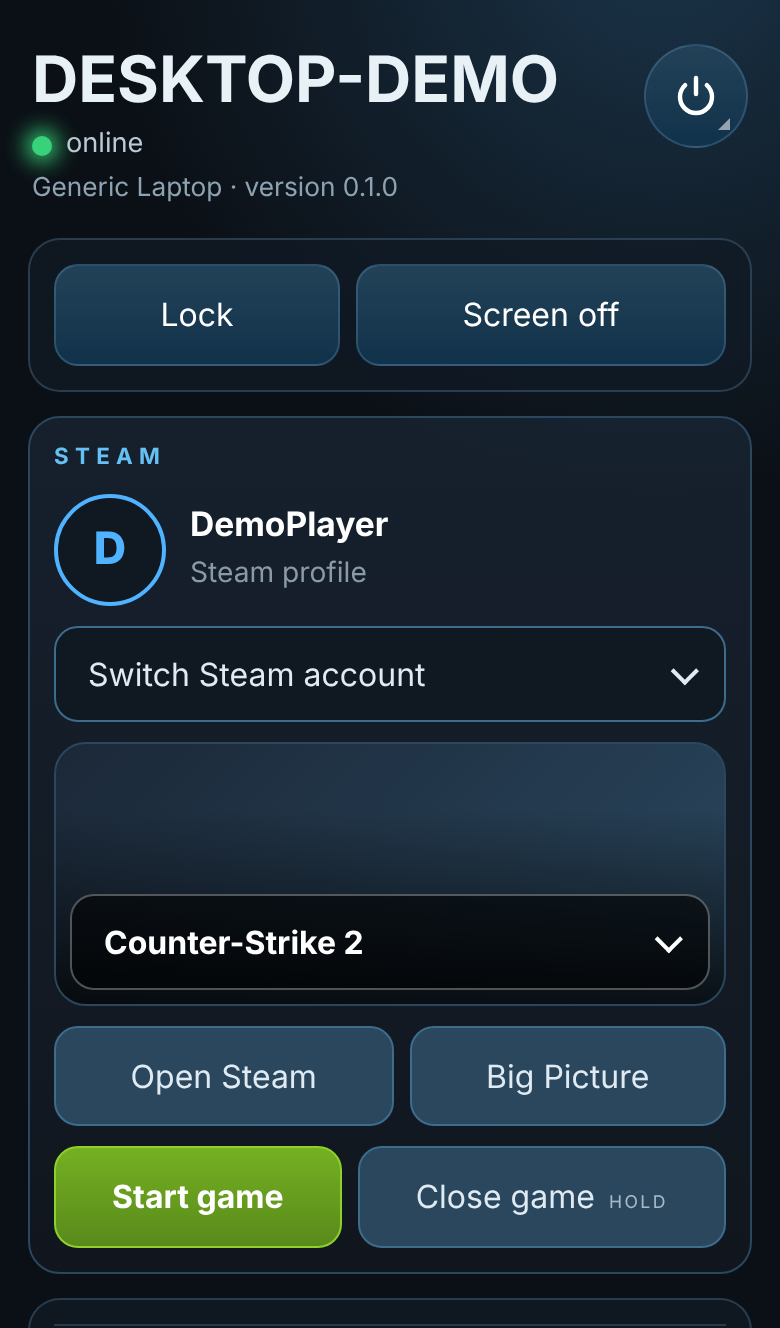 DESKTOP-DEMO
online
Generic Laptop · version 0.1.0
Lock
Screen off
STEAM
D
DemoPlayer
Steam profile
Switch Steam account
Counter-Strike 2
Open Steam
Big Picture
Start game
Close game HOLD